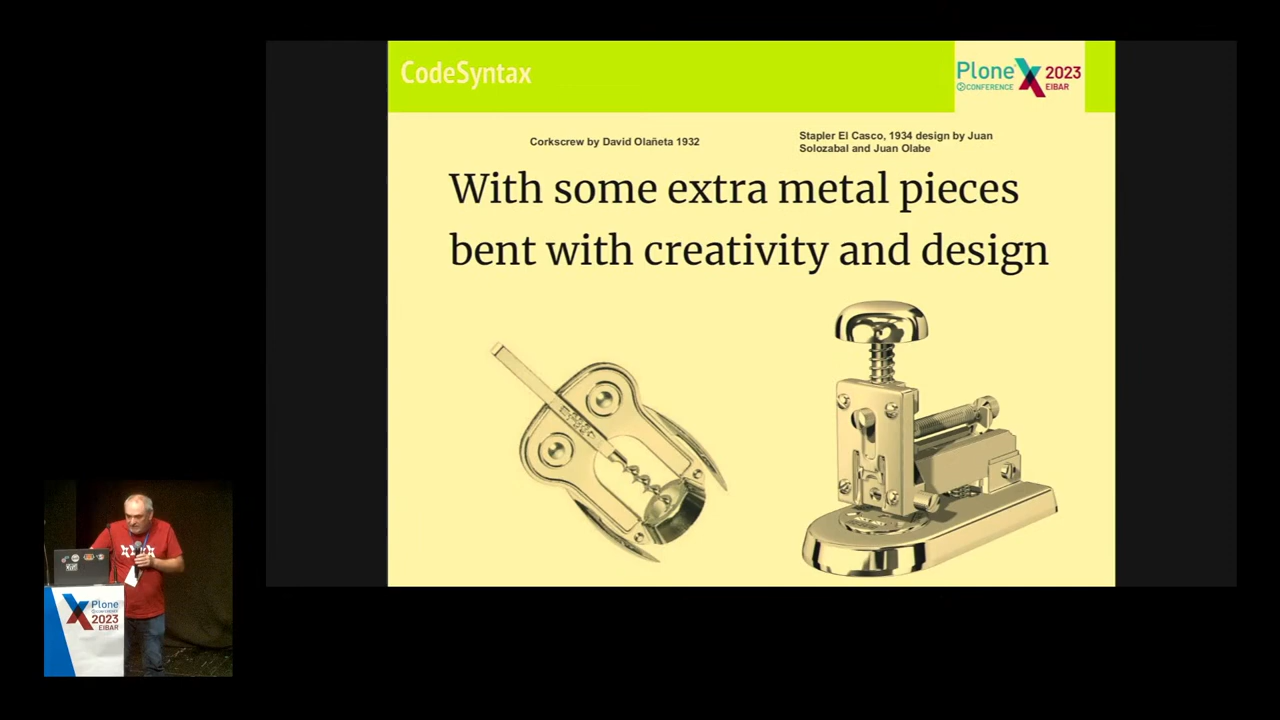 CodeSyntax
Plone
CONFERENCE
2023
EIBAR
Corkscrew by David Olañeta 1932
Stapler El Casco, 1934 design by Juan
Solozabal and Juan Olabe
With some extra metal pieces
bent with creativity and design
Plone
CONFERENCE
2023
EIBAR